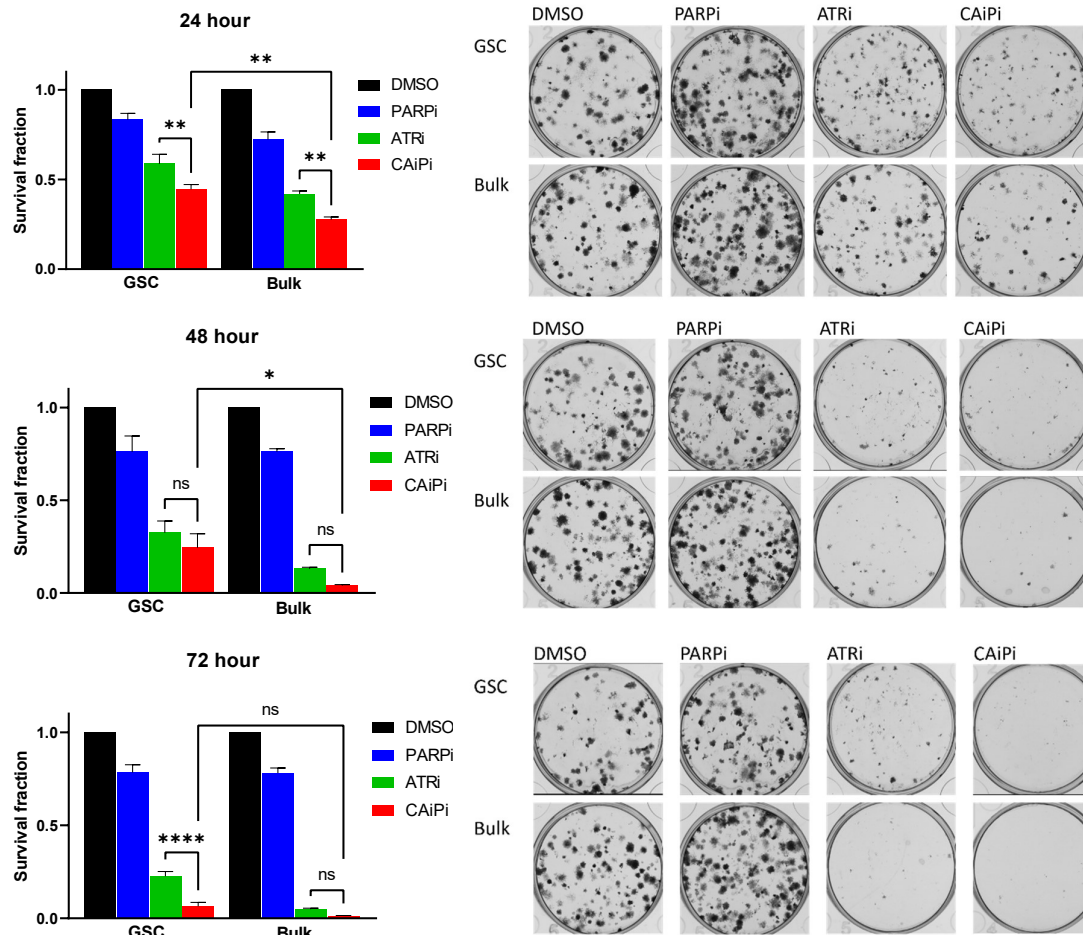 24 hour
**
**
**
DMSO
PARPi
ATRi
CAiPi
Survival fraction
1.0
0.5
0.0
GSC
Bulk
DMSO
PARPi
ATRi
CAiPi
GSC
Bulk
48 hour
*
ns
ns
DMSO
PARPi
ATRi
CAiPi
Survival fraction
1.0
0.5
0.0
GSC
Bulk
DMSO
PARPi
ATRi
CAiPi
GSC
Bulk
72 hour
ns
****
ns
DMSO
PARPi
ATRi
CAiPi
Survival fraction
1.0
0.5
0.0
GSC
Bulk
DMSO
PARPi
ATRi
CAiPi
GSC
Bulk